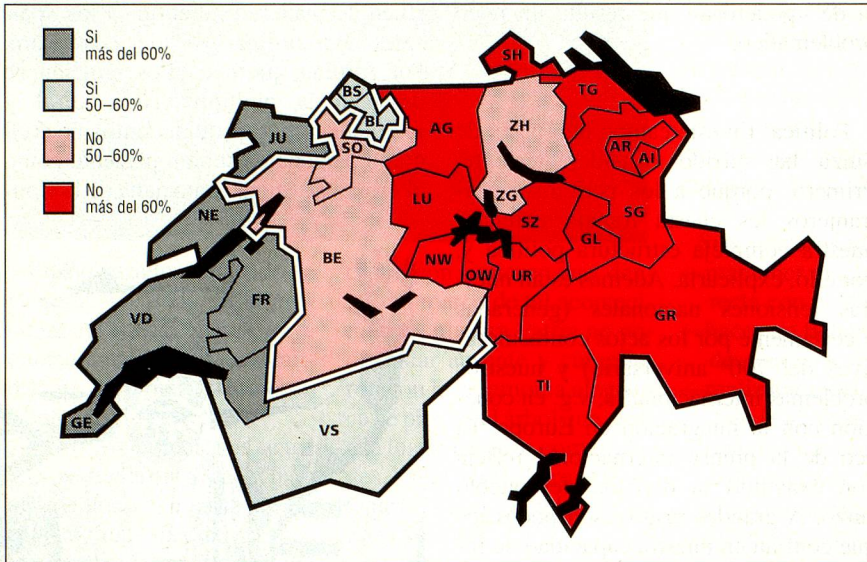 Si
más del 60%
Si
50–60%
No
50–60%
No
más del 60%
SH
BS
BL
TG
JU
SO
AG
ZH
AR
AI
NE
LU
ZG
SZ
SG
BE
NW
OW
UR
GL
FR
VD
GR
TI
VS
GE